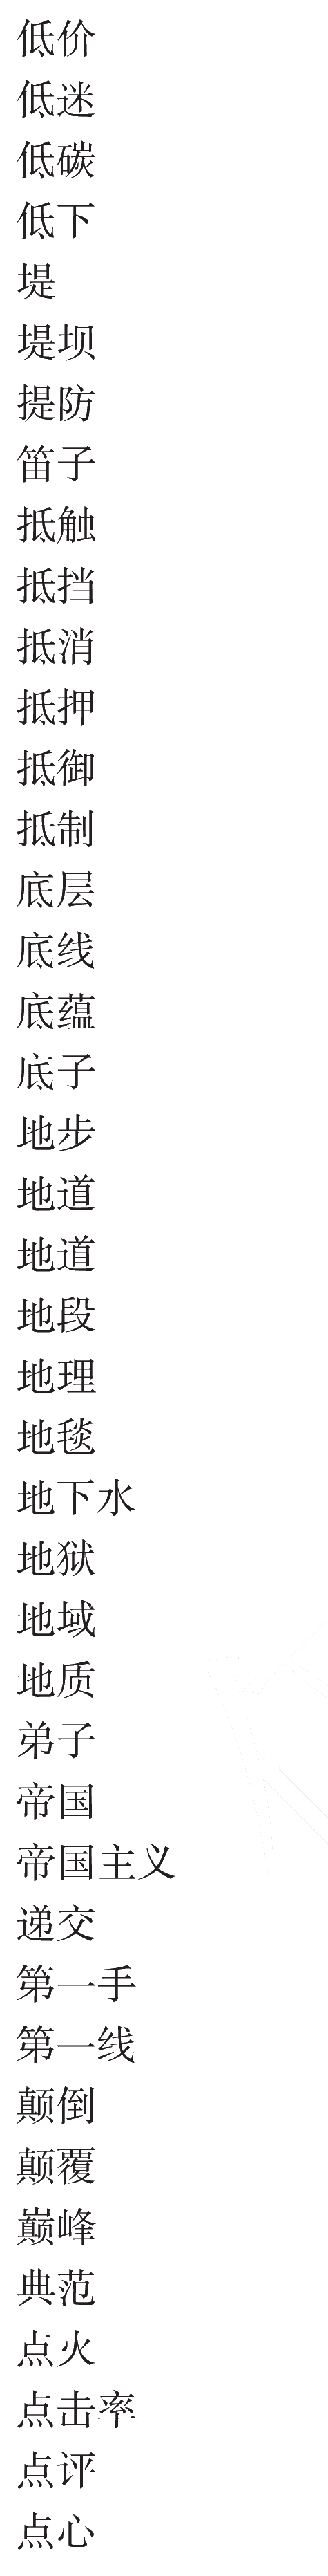 低价
低迷
低碳
低下
堤
堤坝
提防
笛子
抵触
抵挡
抵消
抵押
抵御
抵制
底层
底线
底蕴
底子
地步
地道
地道
地段
地理
地毯
地下水
地狱
地域
地质
弟子
帝国
帝国主义
递交
第一手
第一线
颠倒
颠覆
巅峰
典范
点火
点击率
点评
点心